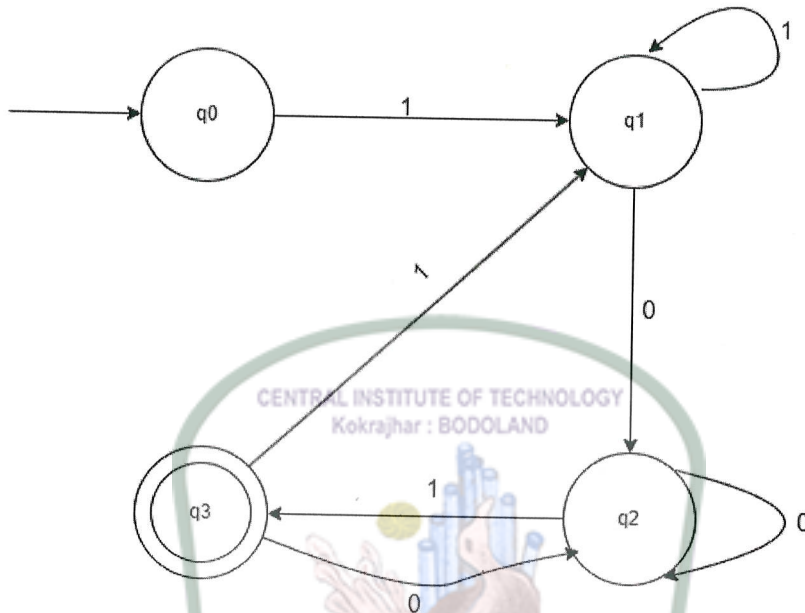 1
q0
1
q1
1
0
CENTRAL INSTITUTE OF TECHNOLOGY
Kokrajhar : BODOLAND
q3
1
q2
0
0